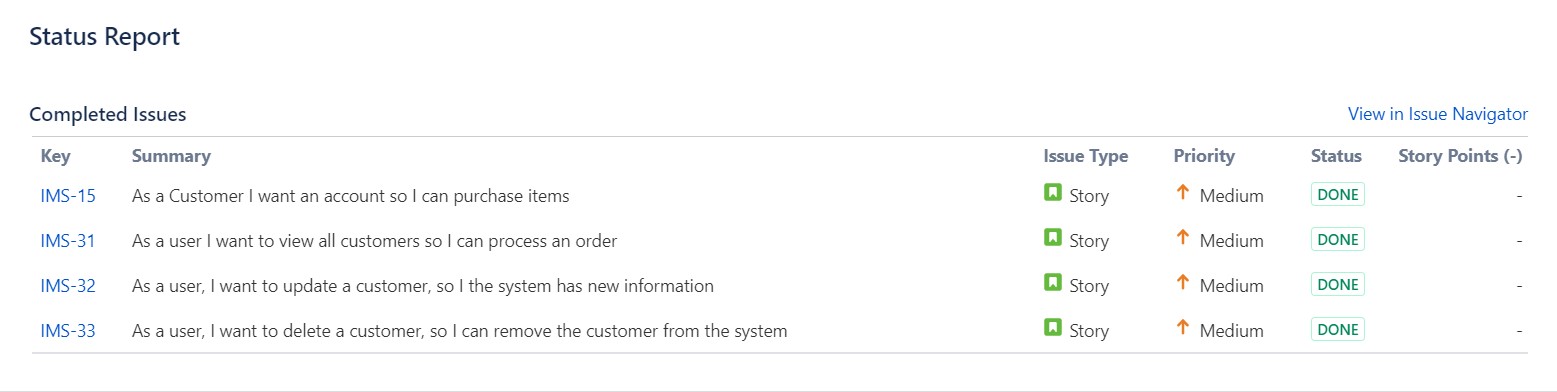 Status Report
Completed Issues View in Issue Navigator
Key Summary Issue Type Priority Status Story Points (-)
IMS-15 As a Customer I want an account so I can purchase items Story Medium DONE -
IMS-31 As a user I want to view all customers so I can process an order Story Medium DONE -
IMS-32 As a user, I want to update a customer, so I the system has new information Story Medium DONE -
IMS-33 As a user, I want to delete a customer, so I can remove the customer from the system Story Medium DONE -